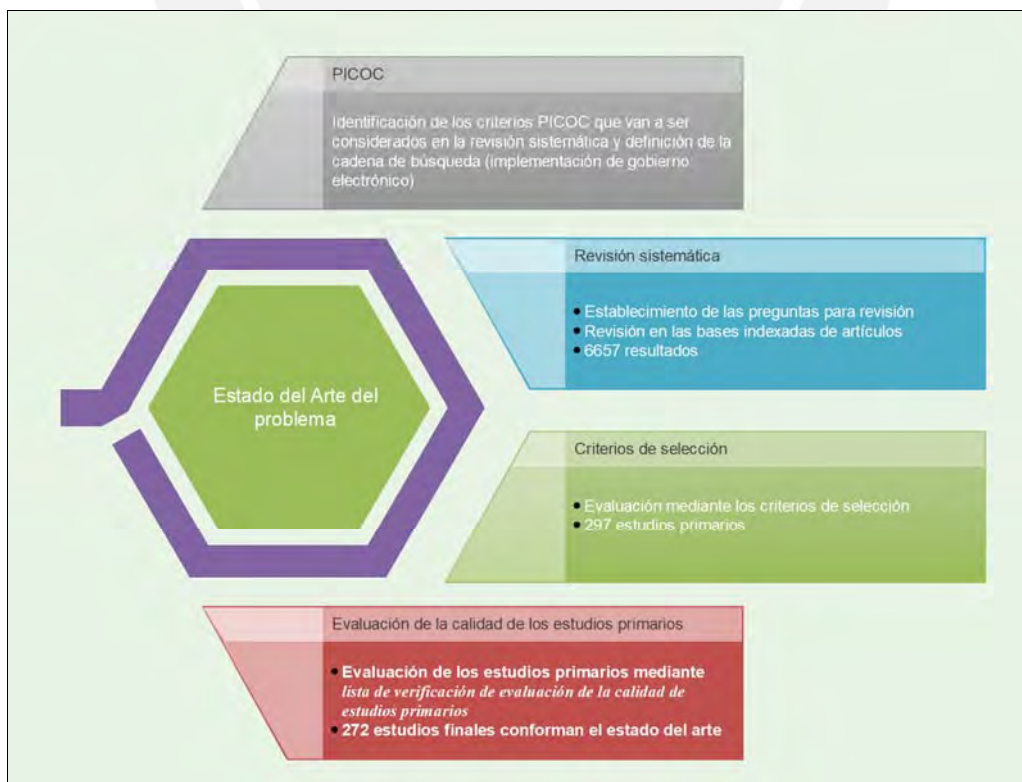 PICOC
Identificación de los criterios PICOC que van a ser
considerados en la revisión sistemática y definición de la
cadena de búsqueda (implementación de gobierno
electrónico)
Revisión sistemática
• Establecimiento de las preguntas para revisión
• Revisión en las bases indexadas de artículos
• 6657 resultados
Estado del Arte del
problema
Criterios de selección
• Evaluación mediante los criterios de selección
• 297 estudios primarios
Evaluación de la calidad de los estudios primarios
• Evaluación de los estudios primarios mediante
lista de verificación de evaluación de la calidad de
estudios primarios
• 272 estudios finales conforman el estado del arte